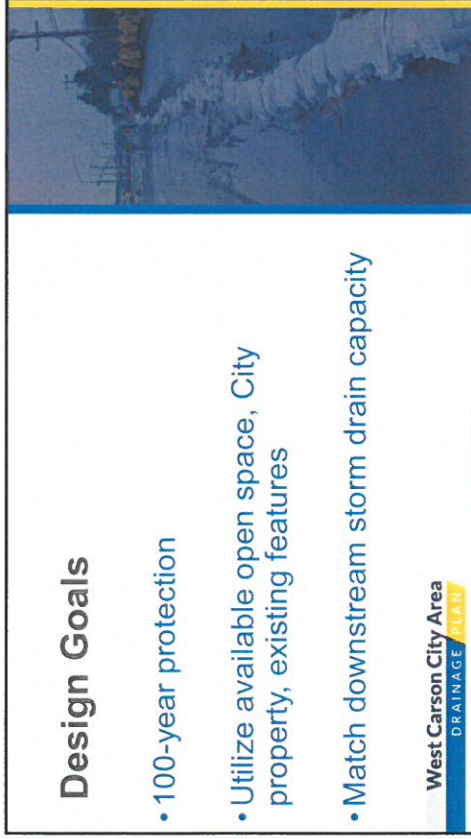 Design Goals
• 100-year protection
• Utilize available open space, City
property, existing features
• Match downstream storm drain capacity
West Carson City Area
DRAINAGE PLAN